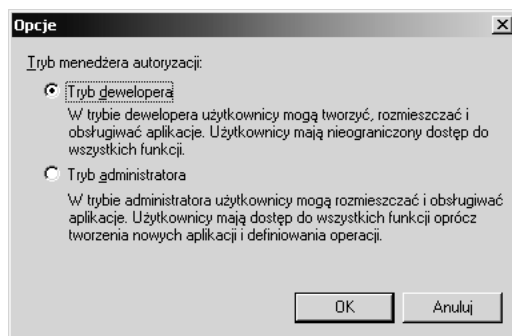 Opcje
Tryb menedżera autoryzacji:
Tryb dewelopera
W trybie dewelopera użytkownicy mogą tworzyć, rozmieszczać i
obsługiwać aplikacje. Użytkownicy mają nieograniczony dostęp do
wszystkich funkcji.
Tryb administratora
W trybie administratora użytkownicy mogą rozmieszczać i obsługiwać
aplikacje. Użytkownicy mają dostęp do wszystkich funkcji oprócz
tworzenia nowych aplikacji i definiowania operacji.
OK Anuluj